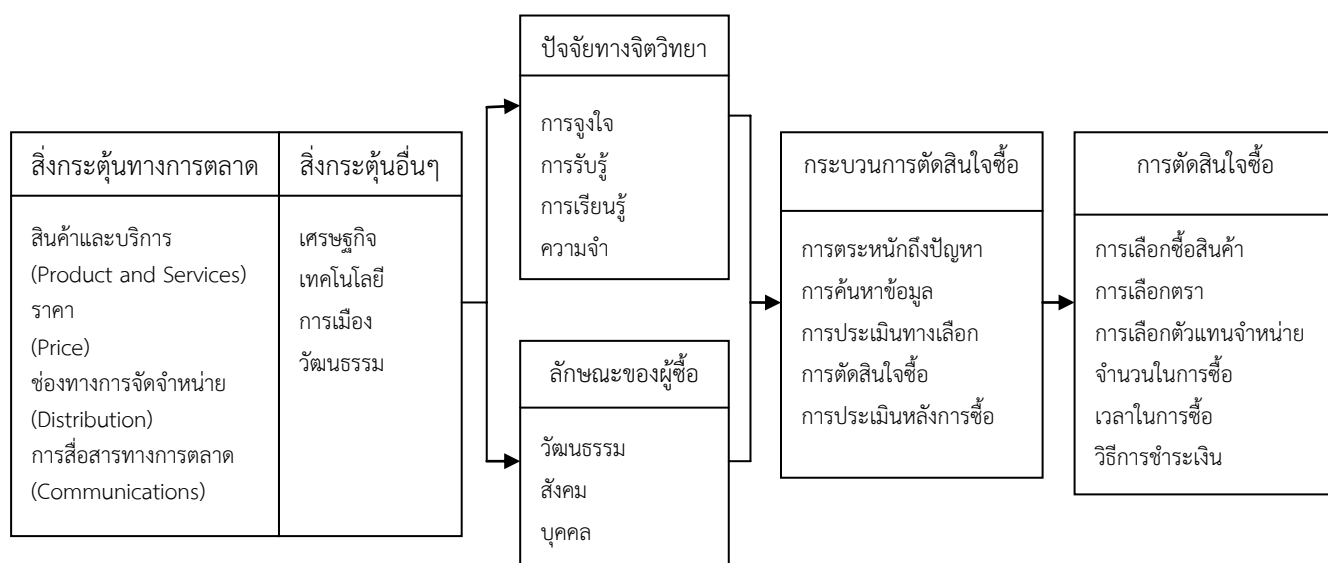 สิ่งกระตุ้นทางการตลาด
สินค้าและบริการ
(Product and Services)
ราคา
(Price)
ช่องทางการจัดจำหน่าย
(Distribution)
การสื่อสารทางการตลาด
(Communications)
สิ่งกระตุ้นอื่นๆ
เศรษฐกิจ
เทคโนโลยี
การเมือง
วัฒนธรรม
ปัจจัยทางจิตวิทยา
การจูงใจ
การรับรู้
การเรียนรู้
ความจำ
ลักษณะของผู้ซื้อ
วัฒนธรรม
สังคม
บุคคล
กระบวนการตัดสินใจซื้อ
การตระหนักถึงปัญหา
การค้นหาข้อมูล
การประเมินทางเลือก
การตัดสินใจซื้อ
การประเมินหลังการซื้อ
การตัดสินใจซื้อ
การเลือกซื้อสินค้า
การเลือกตรา
การเลือกตัวแทนจำหน่าย
จำนวนในการซื้อ
เวลาในการซื้อ
วิธีการชำระเงิน